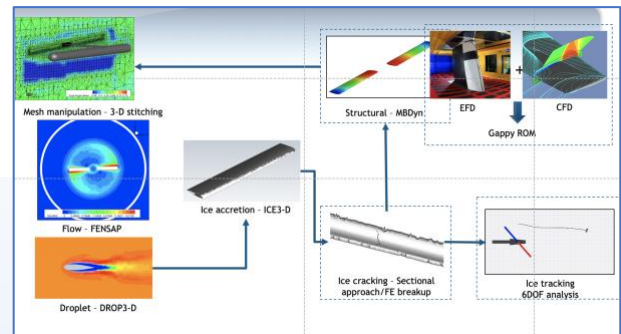 Mesh manipulation - 3-D stitching
Structural - MBDyn
EFD
+
CFD
Gappy ROM
Flow - FENSAP
Ice accretion - ICE3-D
Droplet - DROP3-D
Ice cracking - Sectional
approach/FE breakup
Ice tracking
6DOF analysis